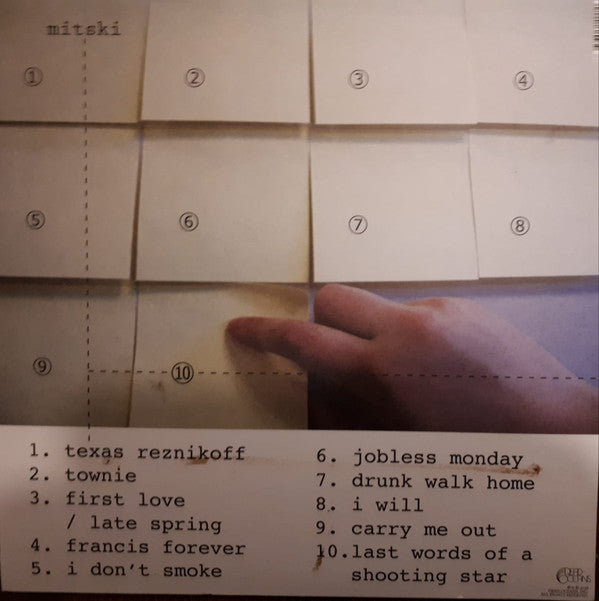 mitski
① ② ③ ④
⑤ ⑥ ⑦ ⑧
⑨ ⑩
1. texas reznikoff
2. townie
3. first love
/ late spring
4. francis forever
5. i don't smoke
6. jobless monday
7. drunk walk home
8. i will
9. carry me out
10.last words of a
shooting star
DEAD
OCEANS